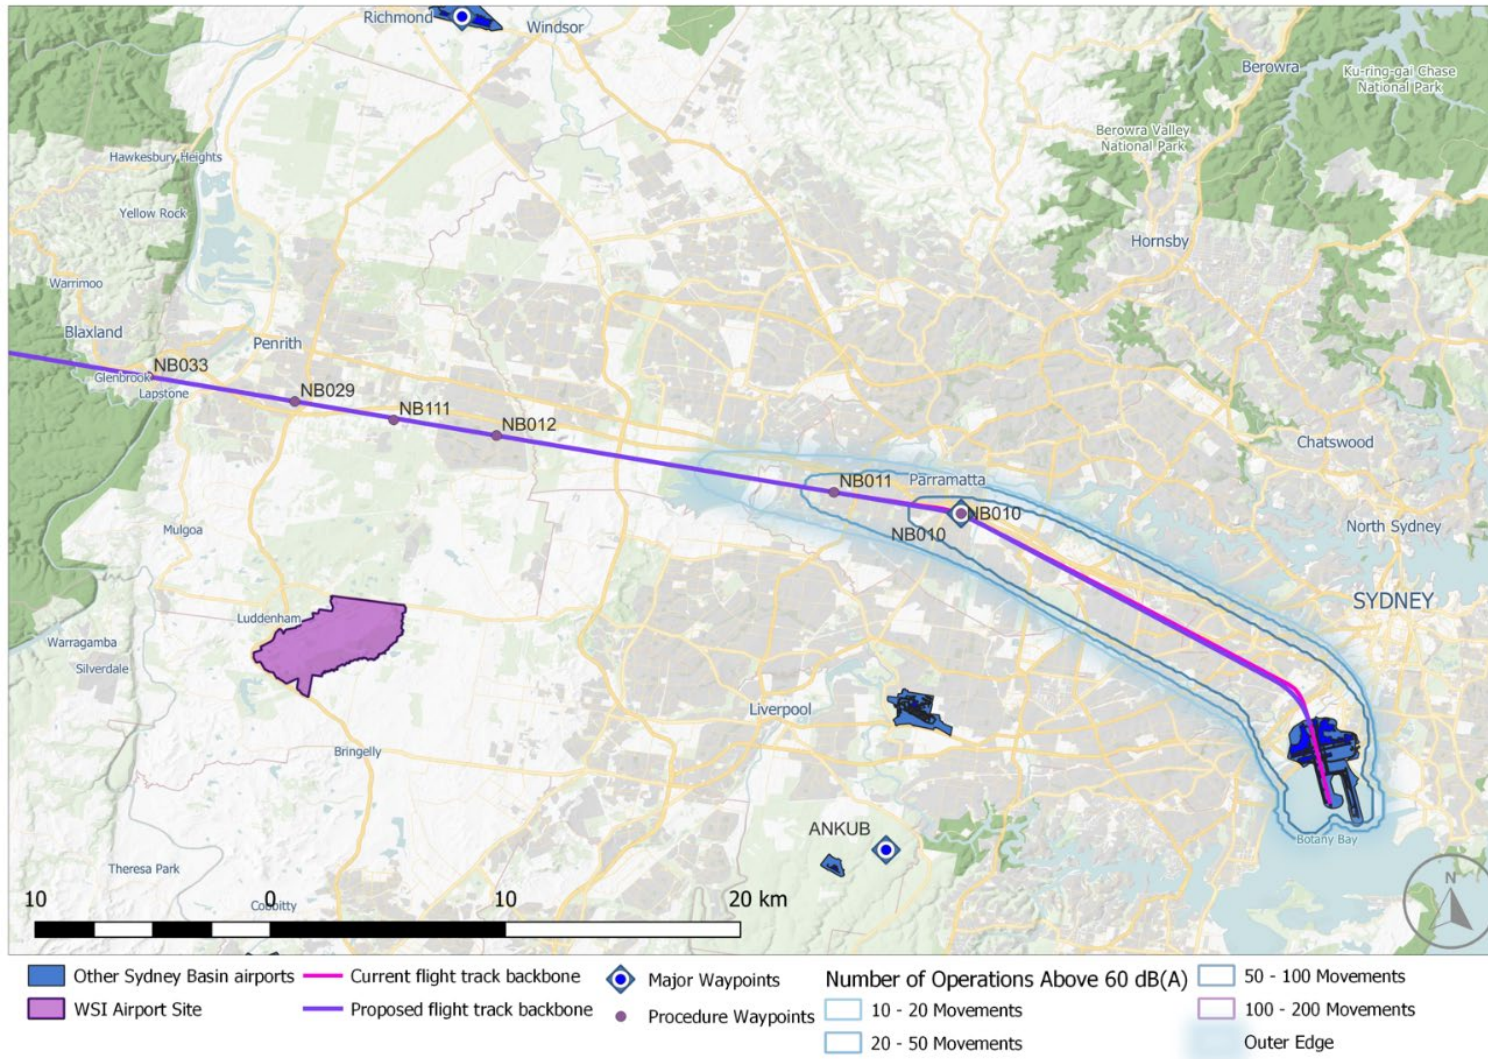 Richmond
Windsor
Berowra
Ku-ring-gai Chase
National Park
Berowra Valley
National Park
Hawkesbury Heights
Yellow Rock
Hornsby
Warrimoo
Blaxland
Penrith
NB033
Glenbrook
Lapstone
NB029
NB111
NB012
Chatswood
NB011
Parramatta
NB010
NB010
Mulgoa
North Sydney
SYDNEY
Luddenham
Warragamba
Silverdale
Liverpool
Bringelly
ANKUB
Botany Bay
Theresa Park
Cobbitty
N
10 0 10 20 km
Other Sydney Basin airports
WSI Airport Site
Current flight track backbone
Proposed flight track backbone
Major Waypoints
Procedure Waypoints
Number of Operations Above 60 dB(A)
10 - 20 Movements
20 - 50 Movements
50 - 100 Movements
100 - 200 Movements
Outer Edge